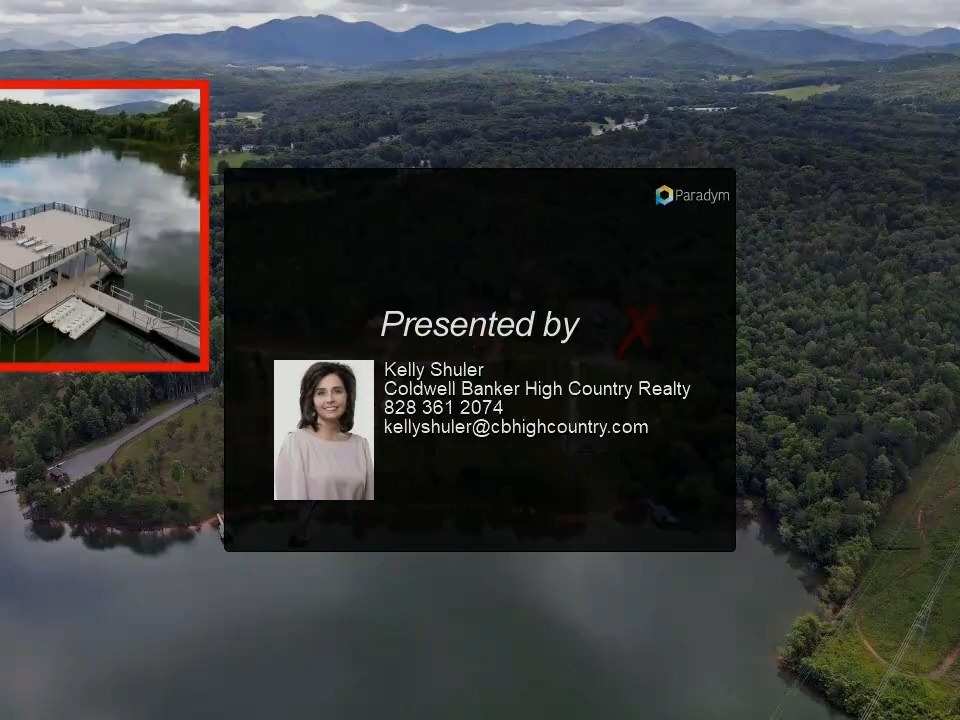 Paradym
Presented by
Kelly Shuler
Coldwell Banker High Country Realty
828 361 2074
kellyshuler@cbhighcountry.com